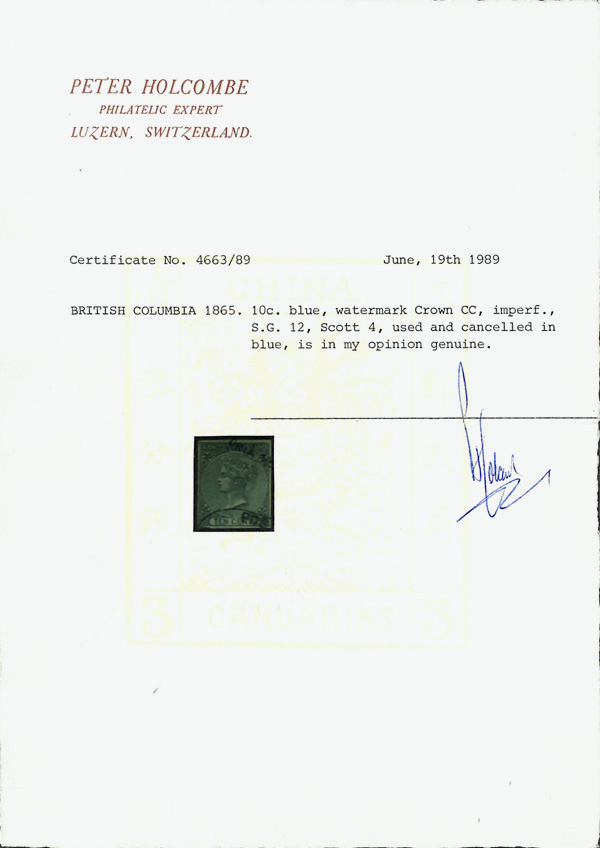 PETER HOLCOMBE
PHILATELIC EXPERT
LUZERN, SWITZERLAND.
Certificate No. 4663/89 June, 19th 1989
BRITISH COLUMBIA 1865. 10c. blue, watermark Crown CC, imperf.,
S.G. 12, Scott 4, used and cancelled in
blue, is in my opinion genuine.
CHINA
TEN CEN
3 CANDARINS 3